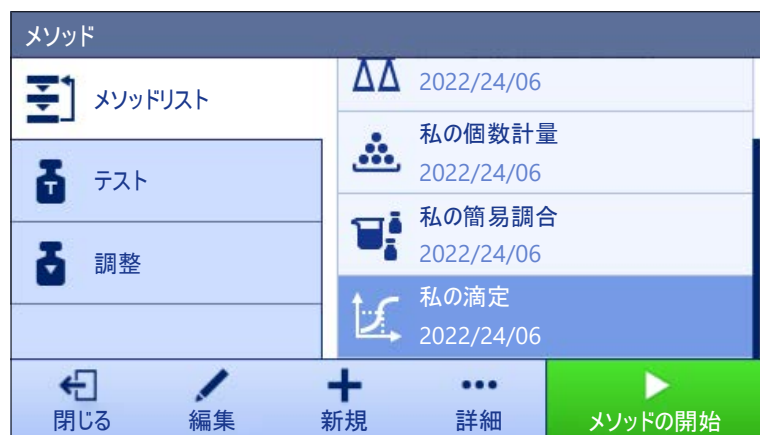 メソッド
メソッドリスト
テスト
調整
2022/24/06
私の個数計量
2022/24/06
私の簡易調合
2022/24/06
私の滴定
2022/24/06
閉じる
編集
新規
詳細
メソッドの開始